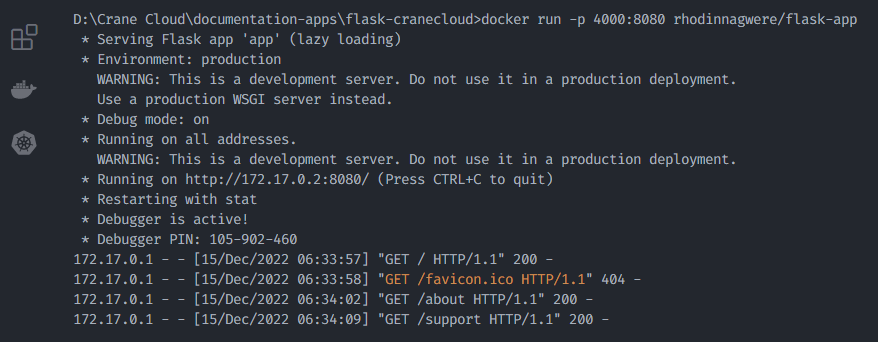 D:\Crane Cloud\documentation-apps\flask-cranecloud>docker run -p 4000:8080 rhodinnagwere/flask-app
* Serving Flask app 'app' (lazy loading)
* Environment: production
WARNING: This is a development server. Do not use it in a production deployment.
Use a production WSGI server instead.
* Debug mode: on
* Running on all addresses.
WARNING: This is a development server. Do not use it in a production deployment.
* Running on http://172.17.0.2:8080/ (Press CTRL+C to quit)
* Restarting with stat
* Debugger is active!
* Debugger PIN: 105-902-460
172.17.0.1 - - [15/Dec/2022 06:33:57] "GET / HTTP/1.1" 200 -
172.17.0.1 - - [15/Dec/2022 06:33:58] "GET /favicon.ico HTTP/1.1" 404 -
172.17.0.1 - - [15/Dec/2022 06:34:02] "GET /about HTTP/1.1" 200 -
172.17.0.1 - - [15/Dec/2022 06:34:09] "GET /support HTTP/1.1" 200 -